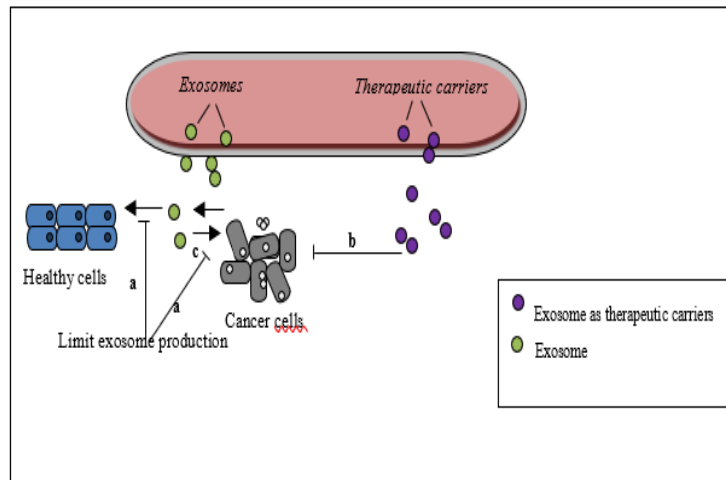 Exosomes
Therapeutic carriers
b
c
Healthy cells
a
a
Cancer cells
Limit exosome production
Exosome as therapeutic carriers
Exosome